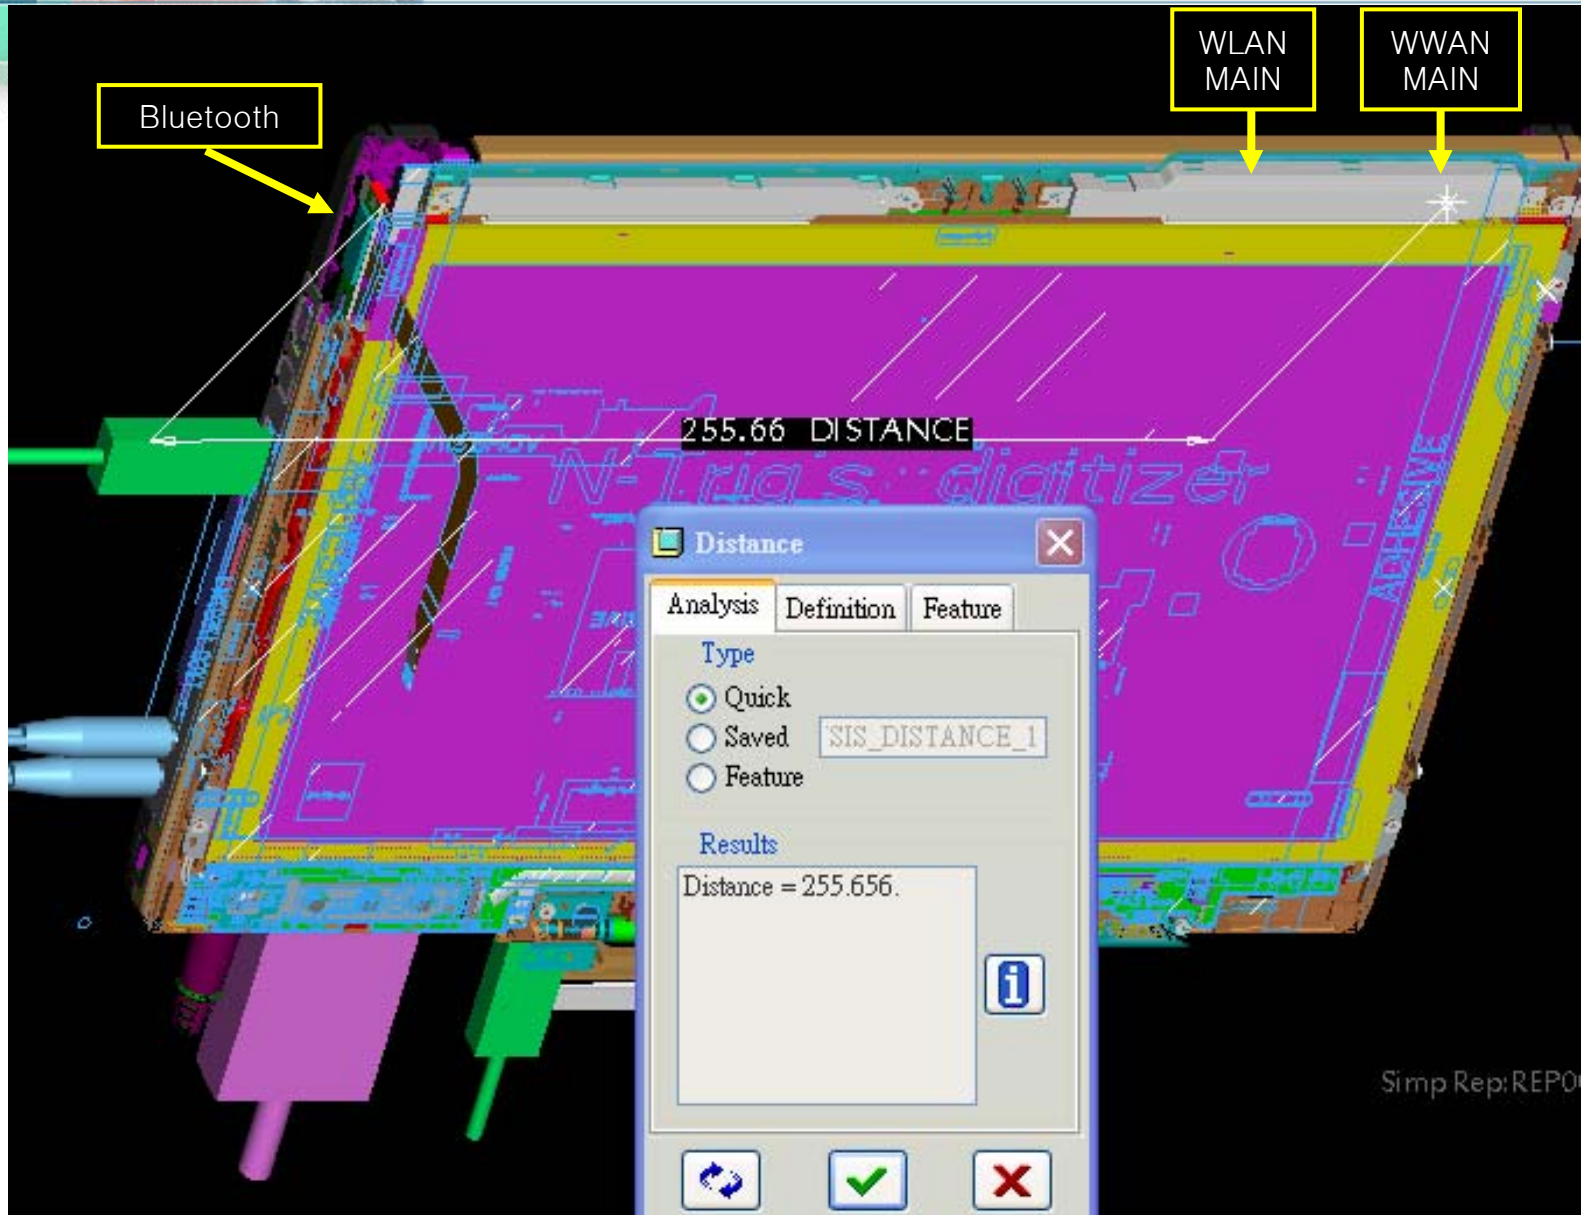 WLAN
MAIN
WWAN
MAIN
Bluetooth
255.66 DISTANCE
N-Trig's digitizer
ADHESIVE
Distance
Analysis
Definition
Feature
Type
Quick
Saved
SIS_DISTANCE_1
Feature
Results
Distance = 255.656.
Simp Rep:REP0